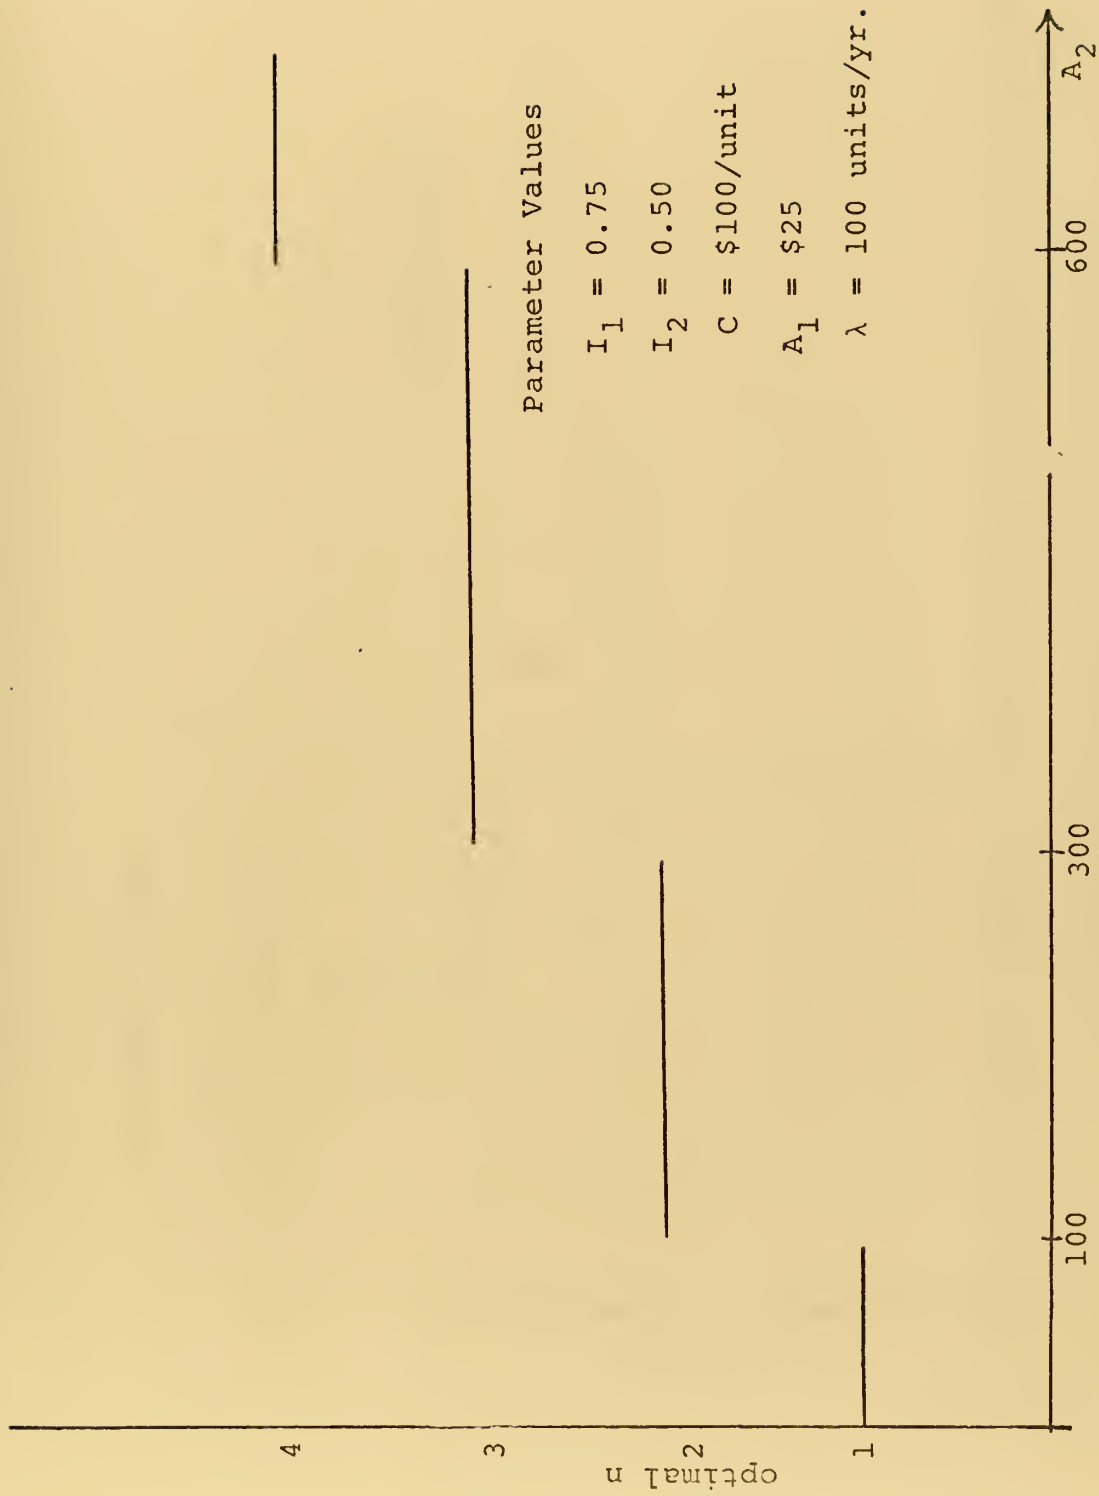 optimal n
4
3
2
1
Parameter Values
I₁ = 0.75
I₂ = 0.50
C = $100/unit
A₁ = $25
λ = 100 units/yr.
100
300
600
A₂